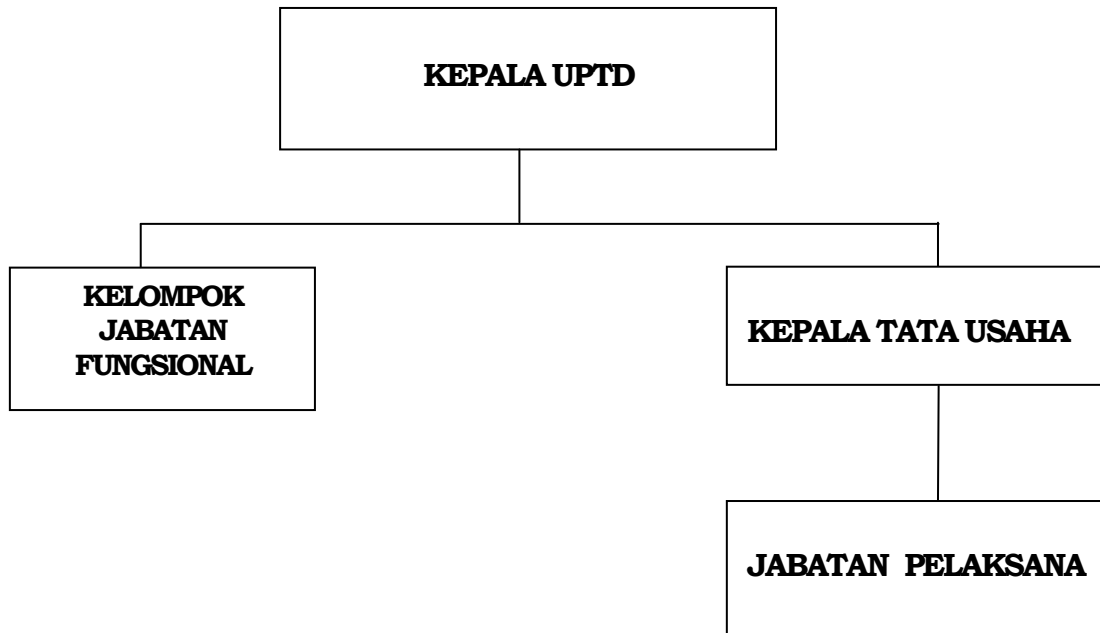 KEPALA UPTD
KELOMPOK
JABATAN
FUNGSIONAL
KEPALA TATA USAHA
JABATAN PELAKSANA